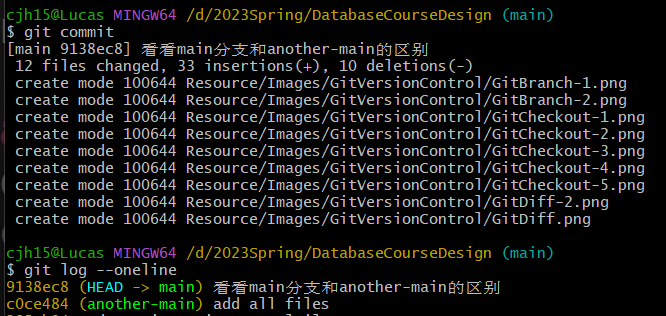 cjh15@Lucas MINGW64 /d/2023Spring/DatabaseCourseDesign (main)
$ git commit
[main 9138ec8] 看看main分支和another-main的区别
 12 files changed, 33 insertions(+), 10 deletions(-)
 create mode 100644 Resource/Images/GitVersionControl/GitBranch-1.png
 create mode 100644 Resource/Images/GitVersionControl/GitBranch-2.png
 create mode 100644 Resource/Images/GitVersionControl/GitCheckout-1.png
 create mode 100644 Resource/Images/GitVersionControl/GitCheckout-2.png
 create mode 100644 Resource/Images/GitVersionControl/GitCheckout-3.png
 create mode 100644 Resource/Images/GitVersionControl/GitCheckout-4.png
 create mode 100644 Resource/Images/GitVersionControl/GitCheckout-5.png
 create mode 100644 Resource/Images/GitVersionControl/GitDiff-2.png
 create mode 100644 Resource/Images/GitVersionControl/GitDiff.png
cjh15@Lucas MINGW64 /d/2023Spring/DatabaseCourseDesign (main)
$ git log --oneline
9138ec8 (HEAD -> main) 看看main分支和another-main的区别
c0ce484 (another-main) add all files